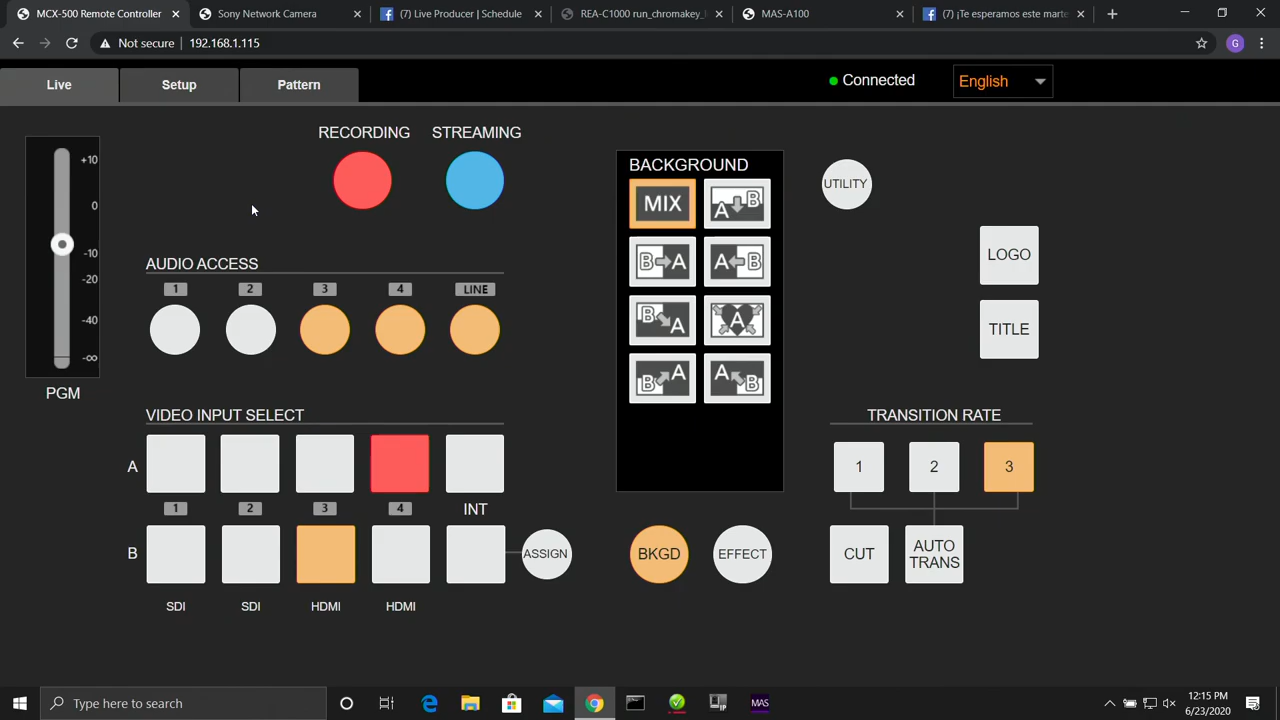 MCX-500 Remote Controller
Sony Network Camera
(7) Live Producer | Schedule
REA-C1000 run_chromakey_
MAS-A100
(7) ¡Te esperamos este marte
Not secure
192.168.1.115
G
Live
Setup
Pattern
Connected
English
RECORDING
STREAMING
BACKGROUND
UTILITY
+10
0
-10
-20
-40
-∞
PGM
MIX
A B
B A
A B
B A
A
B A
A B
LOGO
TITLE
AUDIO ACCESS
1
2
3
4
LINE
VIDEO INPUT SELECT
A
1
2
3
4
INT
B
ASSIGN
SDI
SDI
HDMI
HDMI
BKGD
EFFECT
TRANSITION RATE
1
2
3
CUT
AUTO
TRANS
Type here to search
IP
MAS
12:15 PM
6/23/2020